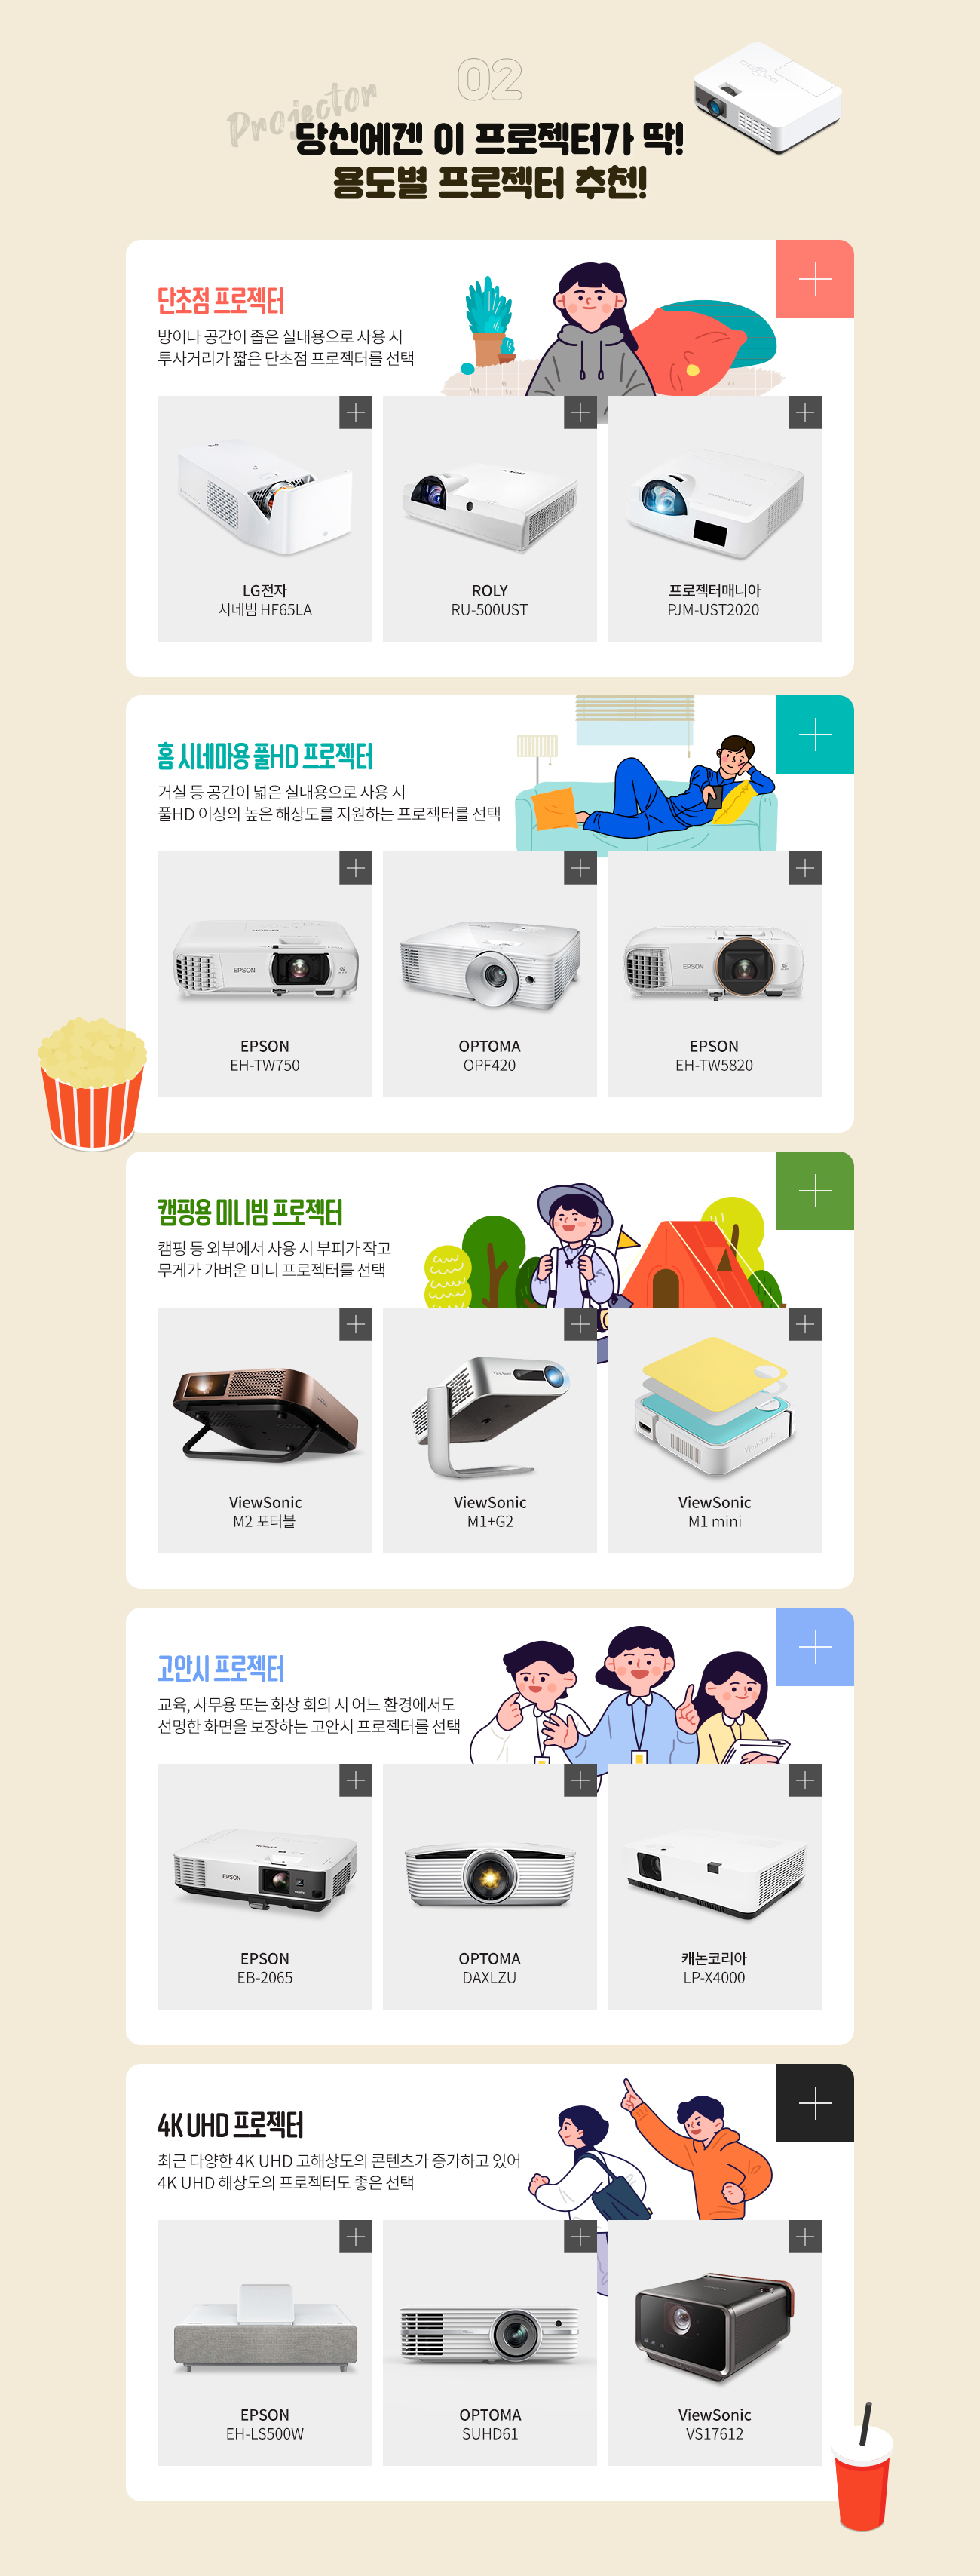 02
Projector
당신에겐 이 프로젝터가 딱!
용도별 프로젝터 추천!
단초점 프로젝터
방이나 공간이 좁은 실내용으로 사용 시
투사거리가 짧은 단초점 프로젝터를 선택
LG전자
시네빔 HF65LA
ROLY
RU-500UST
프로젝터매니아
PJM-UST2020
홈 시네마용 풀HD 프로젝터
거실 등 공간이 넓은 실내용으로 사용 시
풀HD 이상의 높은 해상도를 지원하는 프로젝터를 선택
EPSON
EPSON
EPSON
EH-TW750
OPTOMA
OPF420
EPSON
EH-TW5820
캠핑용 미니빔 프로젝터
캠핑 등 외부에서 사용 시 부피가 작고
무게가 가벼운 미니 프로젝터를 선택
ViewSonic
ViewSonic
ViewSonic
M2 포터블
ViewSonic
M1+G2
ViewSonic
M1 mini
고안시 프로젝터
교육, 사무용 또는 화상 회의 시 어느 환경에서도
선명한 화면을 보장하는 고안시 프로젝터를 선택
EPSON
EPSON
EB-2065
OPTOMA
DAXLZU
캐논코리아
LP-X4000
4K UHD 프로젝터
최근 다양한 4K UHD 고해상도의 콘텐츠가 증가하고 있어
4K UHD 해상도의 프로젝터도 좋은 선택
EPSON
EH-LS500W
OPTOMA
SUHD61
ViewSonic
VS17612